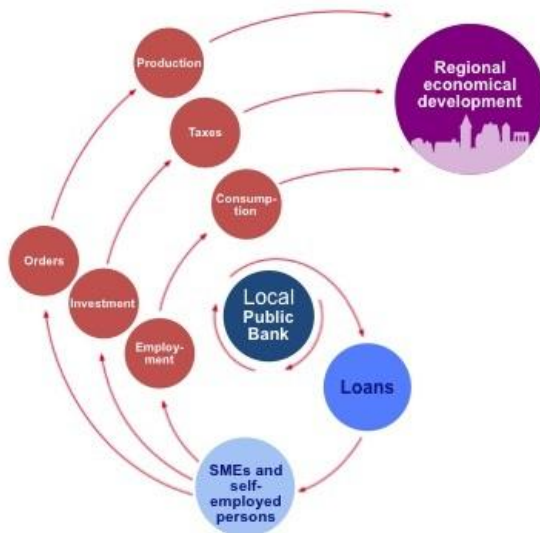 Production
Regional
economical
development
Taxes
Consump-
tion
Orders
Investment
Employ-
ment
Local
Public
Bank
Loans
SMEs and
self-
employed
persons